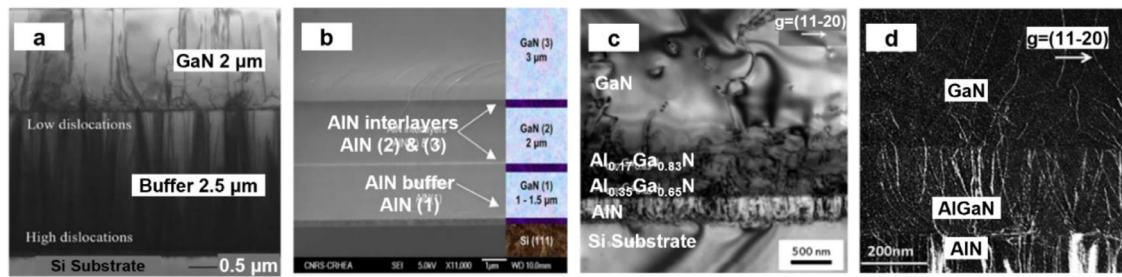 a
GaN 2 μm
Low dislocations
Buffer 2.5 μm
High dislocations
Si Substrate
0.5 μm
b
AlN interlayers
AlN (2) & (3)
AlN buffer
AlN (1)
GaN (3)
3 μm
GaN (2)
2 μm
GaN (1)
1 - 1.5 μm
Si (111)
CNRS-CRHEA SEI 5.0kV X11,000 1μm WD 10.0mm
c
g=(11-20)
GaN
Al0.17Ga0.83N
Al0.35Ga0.65N
AlN
Si Substrate
500 nm
d
g=(11-20)
GaN
AlGaN
200nm
AlN